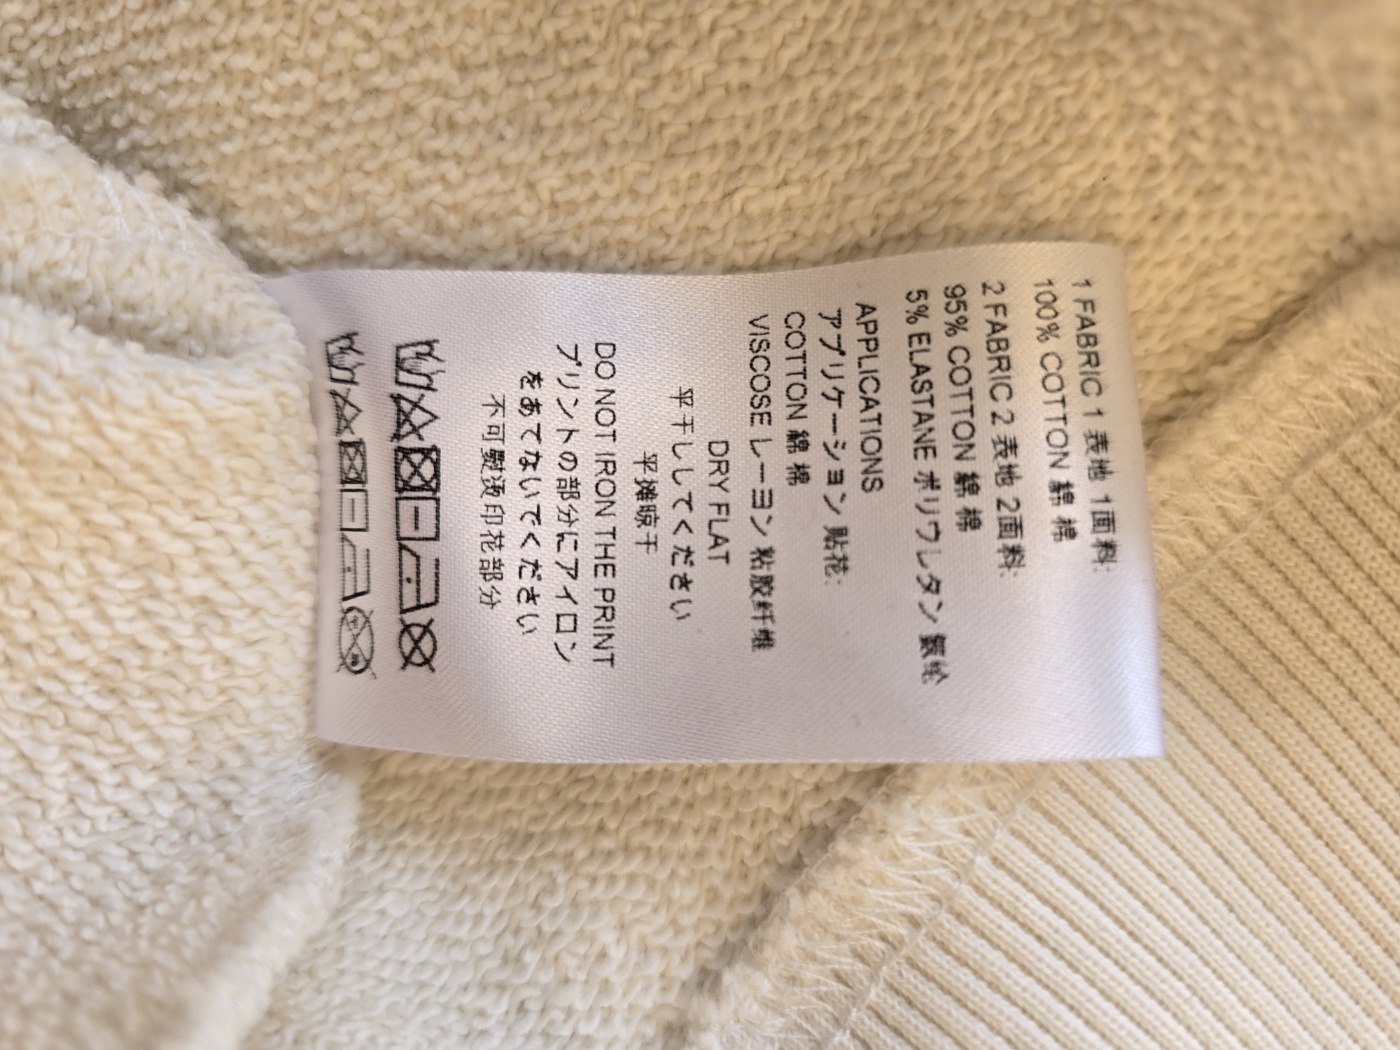 1 FABRIC 1 表地 1面料:
100% COTTON 綿 棉
2 FABRIC 2 表地 2面料:
95% COTTON 綿 棉
5% ELASTANE ポリウレタン 氨纶
APPLICATIONS
アプリケーション 贴花:
COTTON 綿 棉
VISCOSE レーヨン 粘胶纤维
DRY FLAT
平干ししてください
平摊晾干
DO NOT IRON THE PRINT
プリントの部分にアイロン
をあてないでください
不可熨烫印花部分